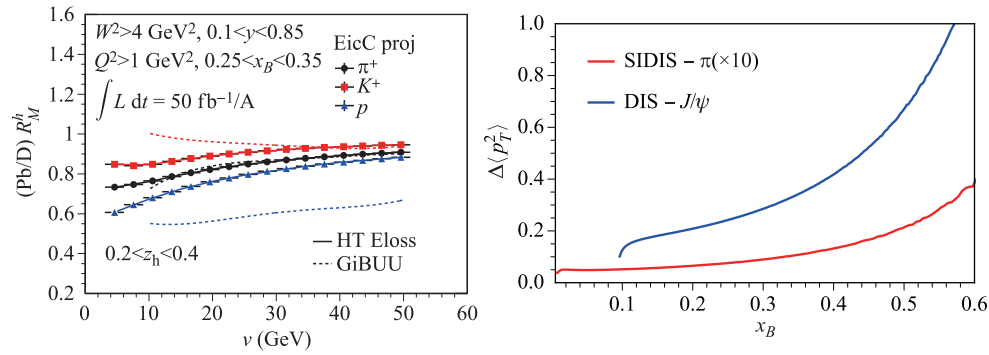 1.6
1.4
1.2
1
0.8
0.6
0.4
0.2
(Pb/D) R_M^h
W²>4 GeV², 0.1<y<0.85
Q²>1 GeV², 0.25<x_B<0.35
∫ L dt = 50 fb⁻¹/A
EicC proj
π⁺
K⁺
p
0.2<z_h<0.4
HT Eloss
GiBUU
0 10 20 30 40 50 60
ν (GeV)
1.0
0.8
0.6
0.4
0.2
0.0
Δ⟨p_T²⟩
SIDIS – π(×10)
DIS – J/ψ
0.1 0.2 0.3 0.4 0.5 0.6
x_B